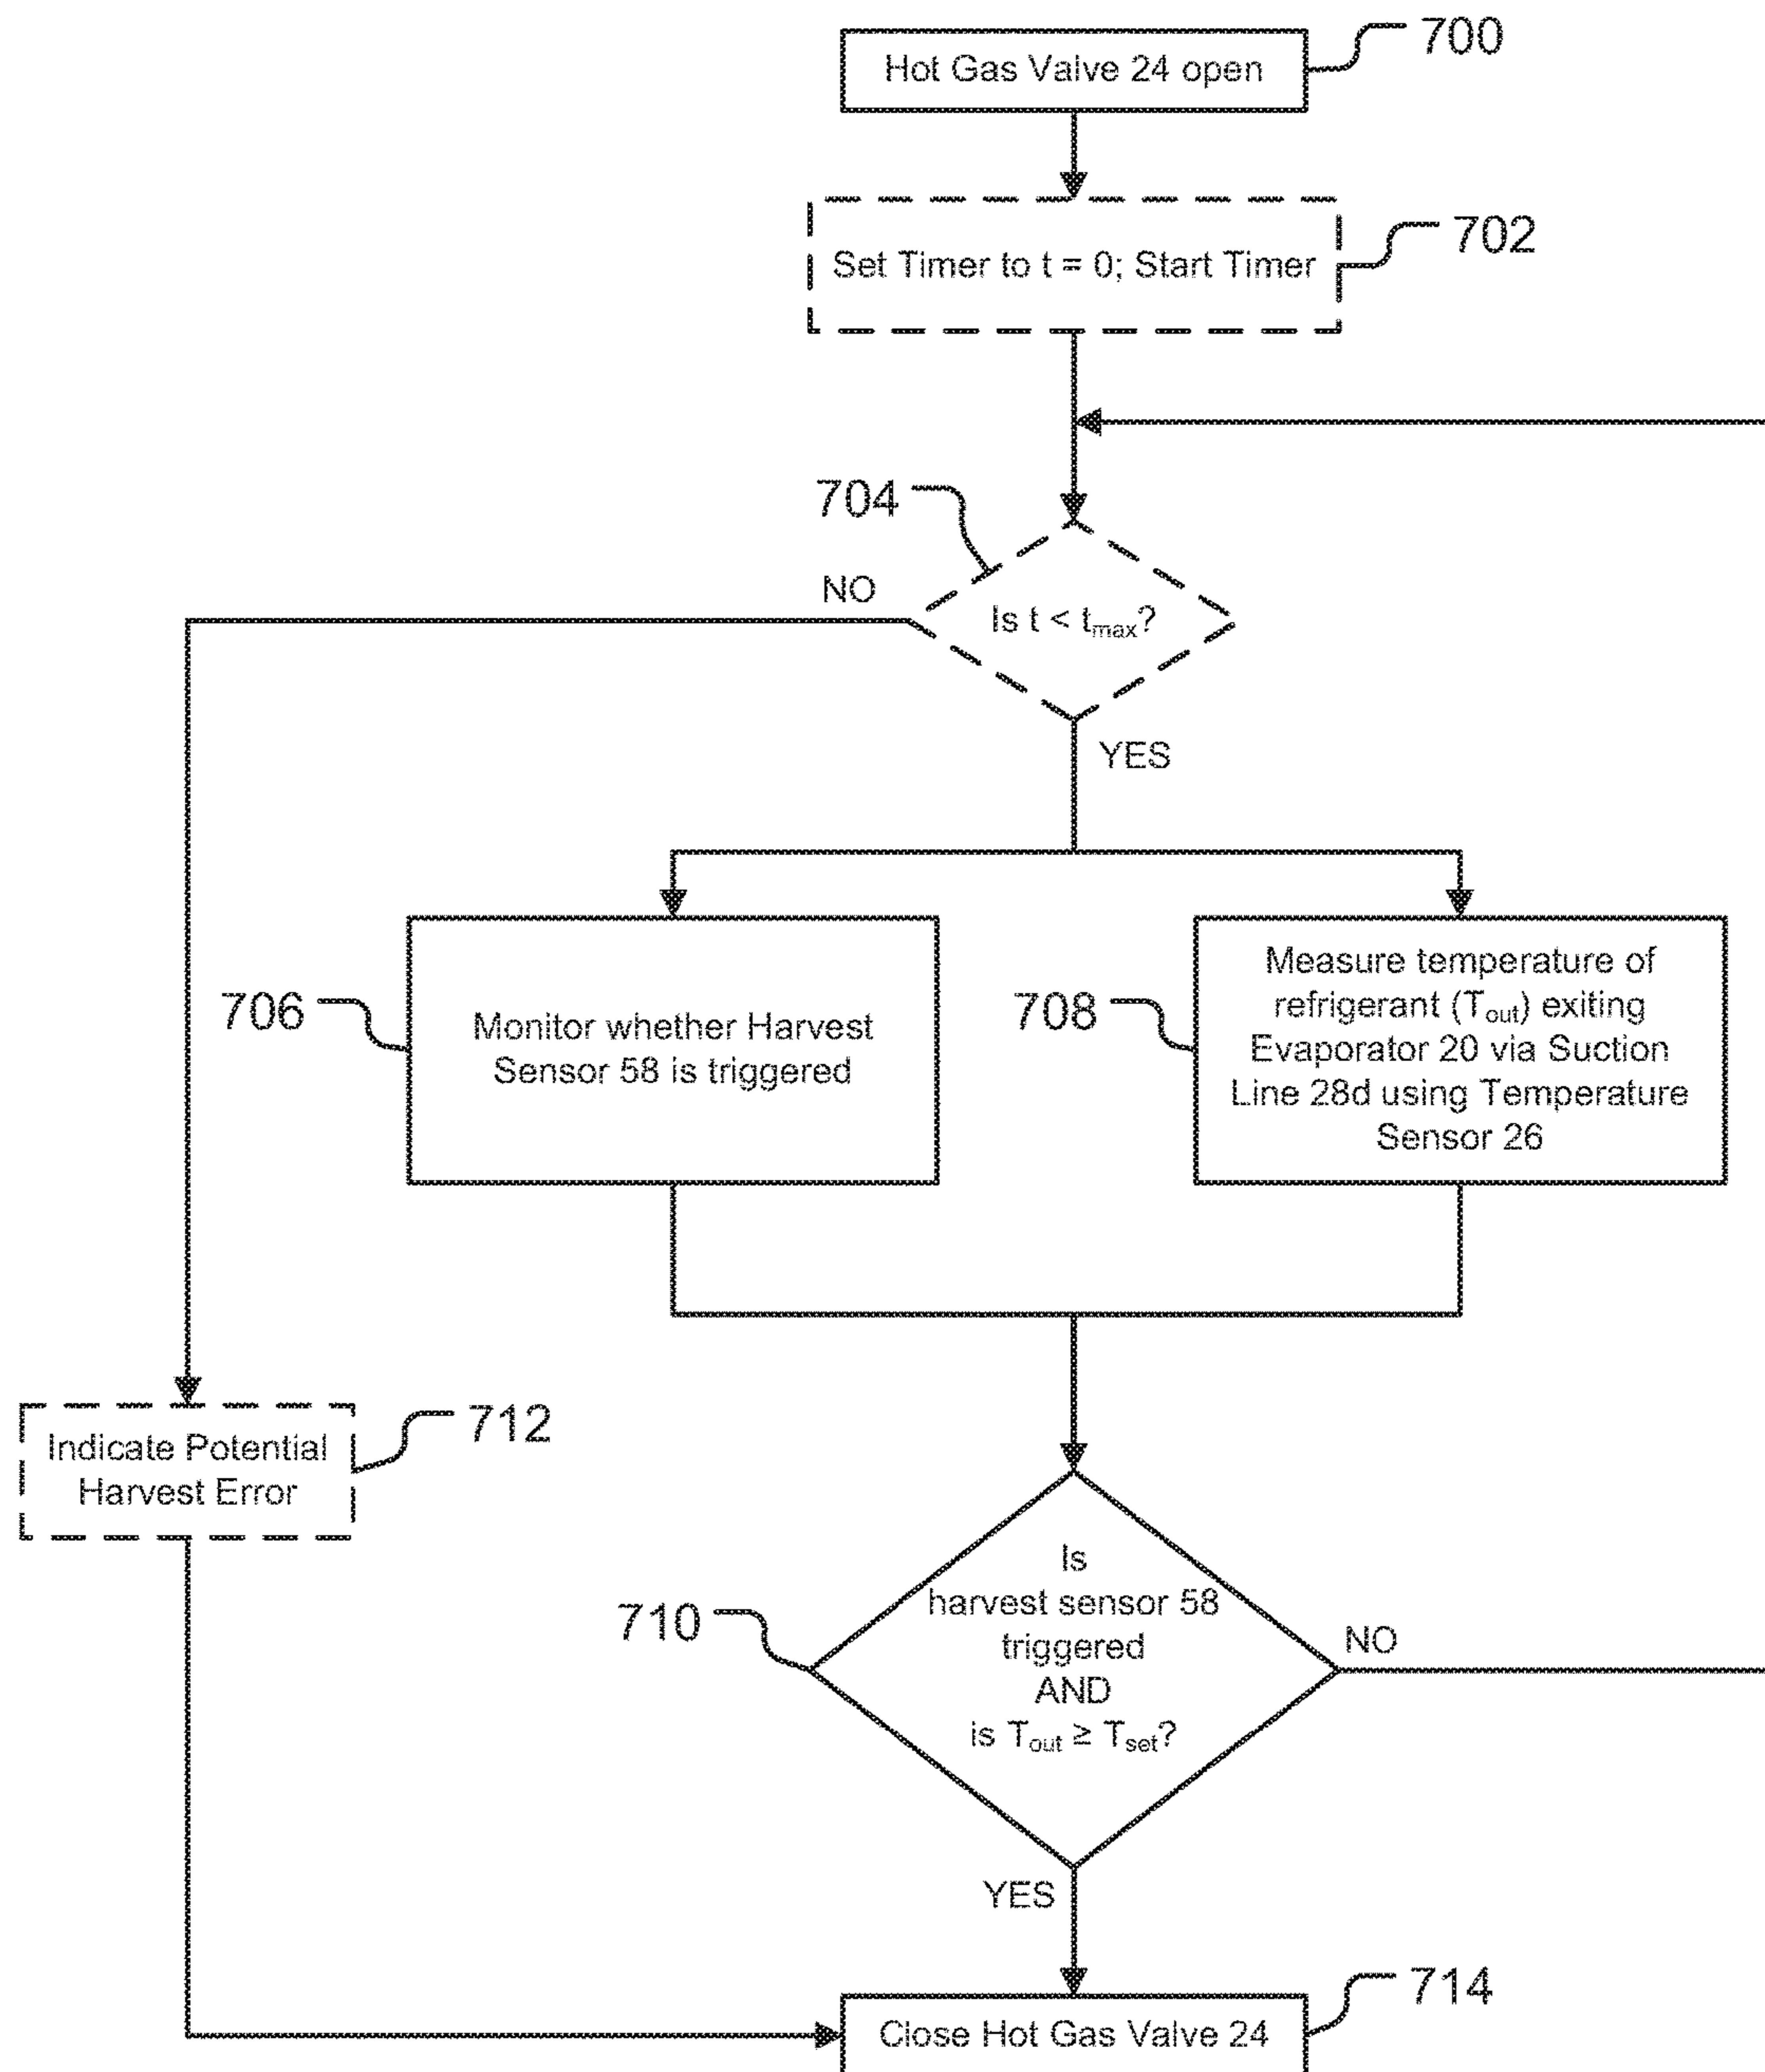 700
Hot Gas Valve 24 open
702
Set Timer to t = 0; Start Timer
704
NO
Is t < tmax?
YES
706
Monitor whether Harvest
Sensor 58 is triggered
708
Measure temperature of
refrigerant (Tout) exiting
Evaporator 20 via Suction
Line 28d using Temperature
Sensor 26
712
Indicate Potential
Harvest Error
710
Is
harvest sensor 58
triggered
AND
is Tout ≥ Tset?
NO
YES
714
Close Hot Gas Valve 24